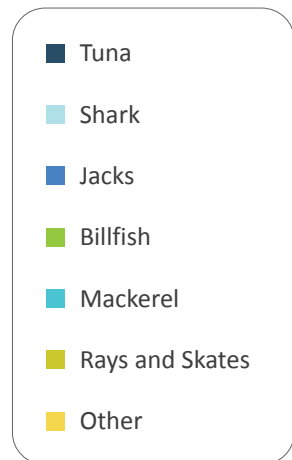 Tuna
Shark
Jacks
Billfish
Mackerel
Rays and Skates
Other